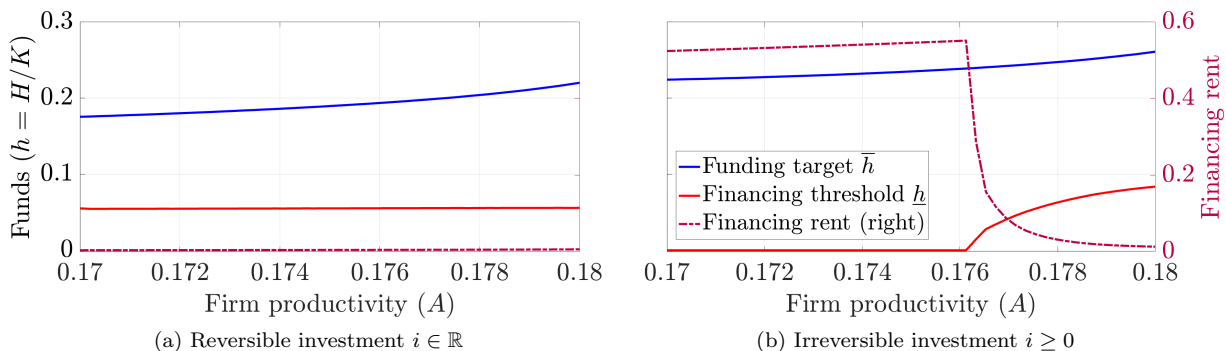 0.3
0.2
0.1
0
Funds (h = H/K)
0.17
0.172
0.174
0.176
0.178
0.18
Firm productivity (A)
(a) Reversible investment i ∈ ℝ
Funding target h̅
Financing threshold h̲
Financing rent (right)
0.6
0.4
0.2
0
Financing rent
0.17
0.172
0.174
0.176
0.178
0.18
Firm productivity (A)
(b) Irreversible investment i ≥ 0